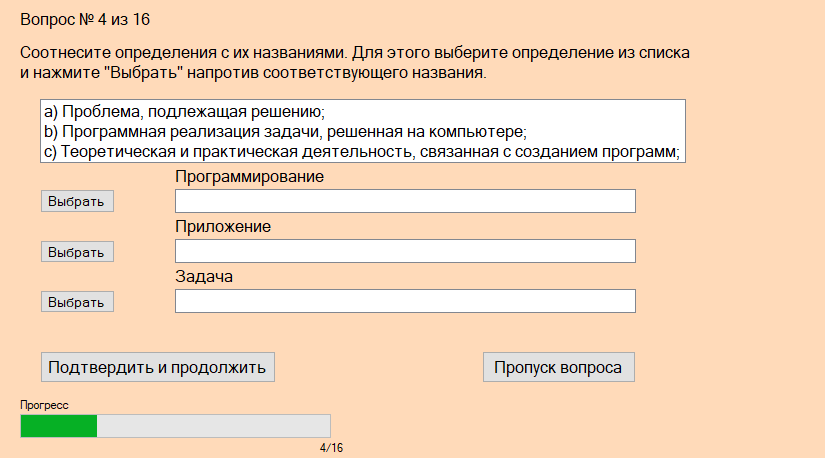 Вопрос № 4 из 16
Соотнесите определения с их названиями. Для этого выберите определение из списка
и нажмите "Выбрать" напротив соответствующего названия.
a) Проблема, подлежащая решению;
b) Программная реализация задачи, решенная на компьютере;
c) Теоретическая и практическая деятельность, связанная с созданием программ;
Программирование
Выбрать
Приложение
Выбрать
Задача
Выбрать
Подтвердить и продолжить
Пропуск вопроса
Прогресс
4/16